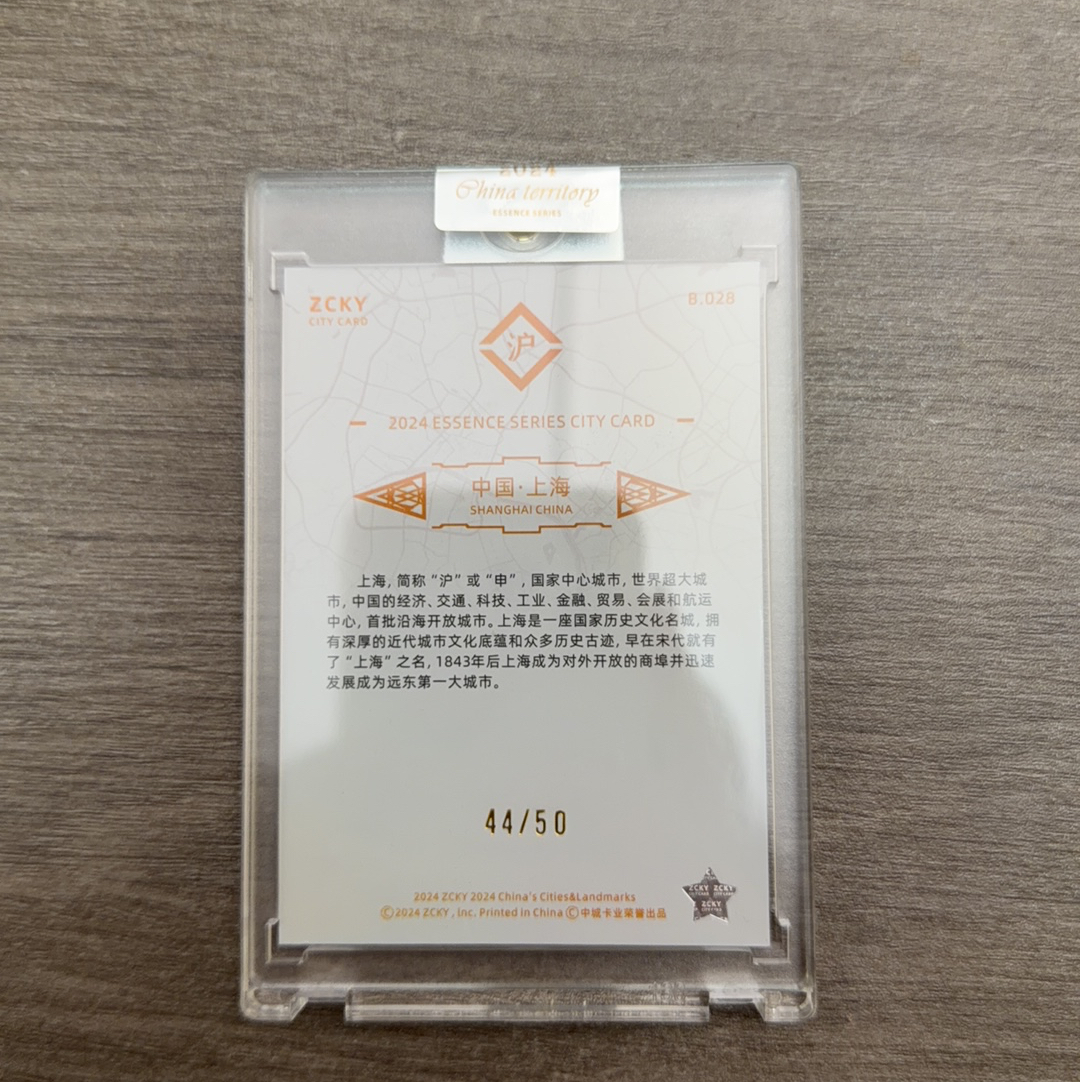 2024
China territory
ESSENCE SERIES
ZCKY
CITY CARD
B.028
沪
2024 ESSENCE SERIES CITY CARD
中国·上海
SHANGHAI CHINA
上海, 简称“沪”或“申”, 国家中心城市, 世界超大城
市, 中国的经济、交通、科技、工业、金融、贸易、会展和航运
中心, 首批沿海开放城市。上海是一座国家历史文化名城, 拥
有深厚的近代城市文化底蕴和众多历史古迹, 早在宋代就有
了“上海”之名, 1843年后上海成为对外开放的商埠并迅速
发展成为远东第一大城市。
44/50
ZCKY ZCKY
ZCKY
2024 ZCKY 2024 China's Cities&Landmarks
©2024 ZCKY , Inc. Printed in China ©中城卡业荣誉出品